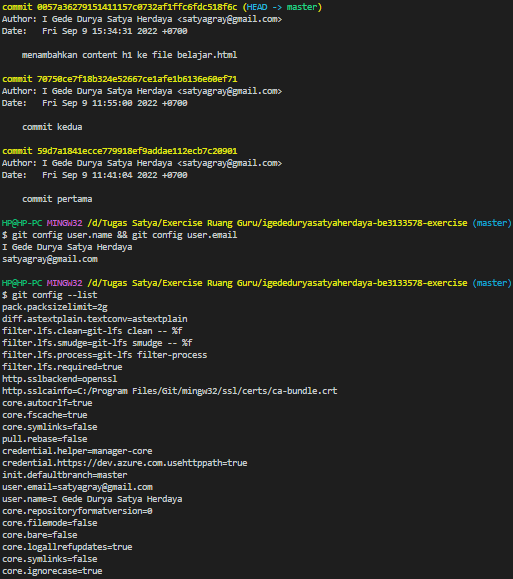 commit 0057a36279151411157c0732af1ffc6fdc518f6c (HEAD -> master)
Author: I Gede Durya Satya Herdaya <satyagray@gmail.com>
Date:   Fri Sep 9 15:34:31 2022 +0700
menambahkan content h1 ke file belajar.html
commit 70750ce7f18b324e52667ce1afe1b6136e60ef71
Author: I Gede Durya Satya Herdaya <satyagray@gmail.com>
Date:   Fri Sep 9 11:55:00 2022 +0700
commit kedua
commit 59d7a1841ecce779918ef9addae112ecb7c20901
Author: I Gede Durya Satya Herdaya <satyagray@gmail.com>
Date:   Fri Sep 9 11:41:04 2022 +0700
commit pertama
HP@HP-PC MINGW32 /d/Tugas Satya/Exercise Ruang Guru/igededuryasatyaherdaya-be3133578-exercise (master)
$ git config user.name && git config user.email
I Gede Durya Satya Herdaya
satyagray@gmail.com
HP@HP-PC MINGW32 /d/Tugas Satya/Exercise Ruang Guru/igededuryasatyaherdaya-be3133578-exercise (master)
$ git config --list
pack.packsizelimit=2g
diff.astextplain.textconv=astextplain
filter.lfs.clean=git-lfs clean -- %f
filter.lfs.smudge=git-lfs smudge -- %f
filter.lfs.process=git-lfs filter-process
filter.lfs.required=true
http.sslbackend=openssl
http.sslcainfo=C:/Program Files/Git/mingw32/ssl/certs/ca-bundle.crt
core.autocrlf=true
core.fscache=true
core.symlinks=false
pull.rebase=false
credential.helper=manager-core
credential.https://dev.azure.com.usehttppath=true
init.defaultbranch=master
user.email=satyagray@gmail.com
user.name=I Gede Durya Satya Herdaya
core.repositoryformatversion=0
core.filemode=false
core.bare=false
core.logallrefupdates=true
core.symlinks=false
core.ignorecase=true